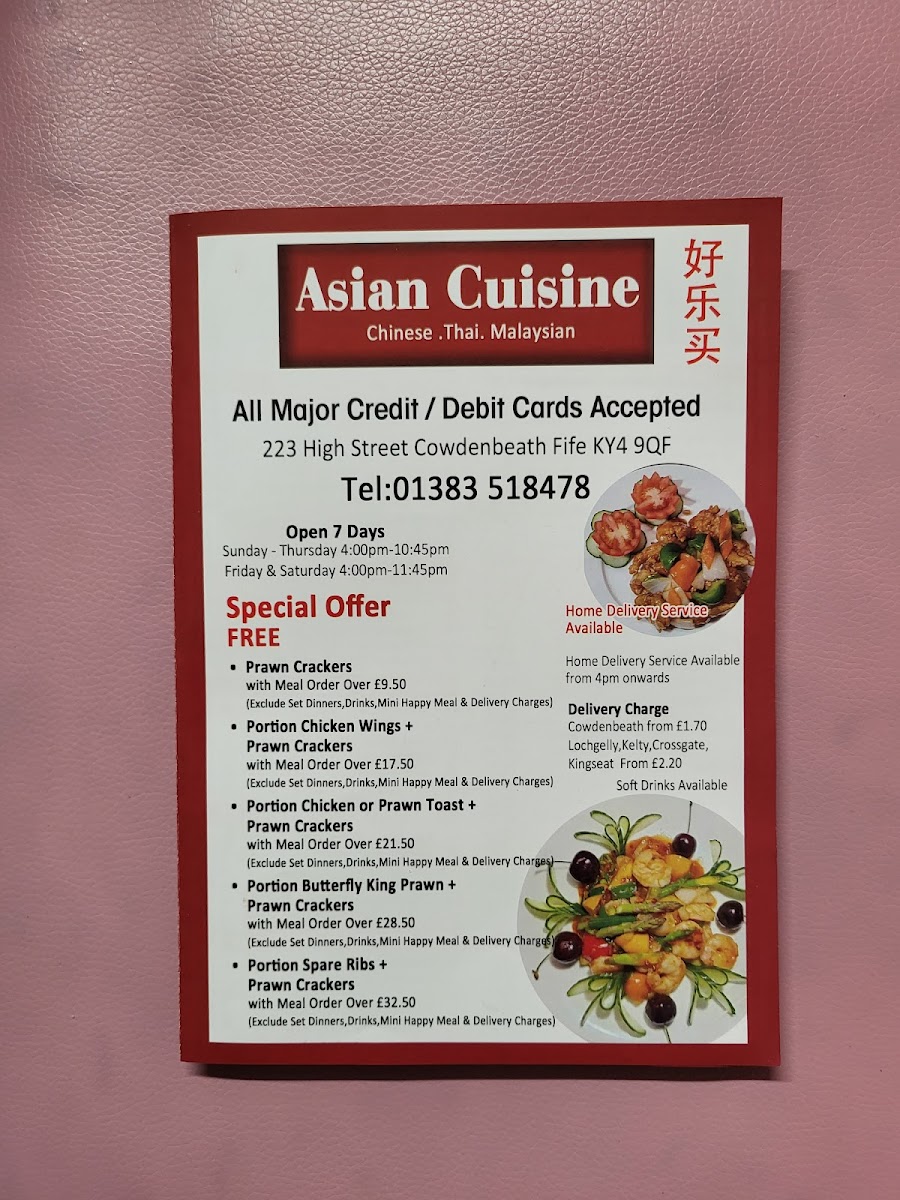 Asian Cuisine
Chinese .Thai. Malaysian
好乐买
All Major Credit / Debit Cards Accepted
223 High Street Cowdenbeath Fife KY4 9QF
Tel:01383 518478
Open 7 Days
Sunday - Thursday 4:00pm-10:45pm
Friday & Saturday 4:00pm-11:45pm
Special Offer
FREE
• Prawn Crackers
with Meal Order Over £9.50
(Exclude Set Dinners,Drinks,Mini Happy Meal & Delivery Charges)
• Portion Chicken Wings +
Prawn Crackers
with Meal Order Over £17.50
(Exclude Set Dinners,Drinks,Mini Happy Meal & Delivery Charges)
• Portion Chicken or Prawn Toast +
Prawn Crackers
with Meal Order Over £21.50
(Exclude Set Dinners,Drinks,Mini Happy Meal & Delivery Charges)
• Portion Butterfly King Prawn +
Prawn Crackers
with Meal Order Over £28.50
(Exclude Set Dinners,Drinks,Mini Happy Meal & Delivery Charges)
• Portion Spare Ribs +
Prawn Crackers
with Meal Order Over £32.50
(Exclude Set Dinners,Drinks,Mini Happy Meal & Delivery Charges)
Home Delivery Service
Available
Home Delivery Service Available
from 4pm onwards
Delivery Charge
Cowdenbeath from £1.70
Lochgelly,Kelty,Crossgate,
Kingseat From £2.20
Soft Drinks Available